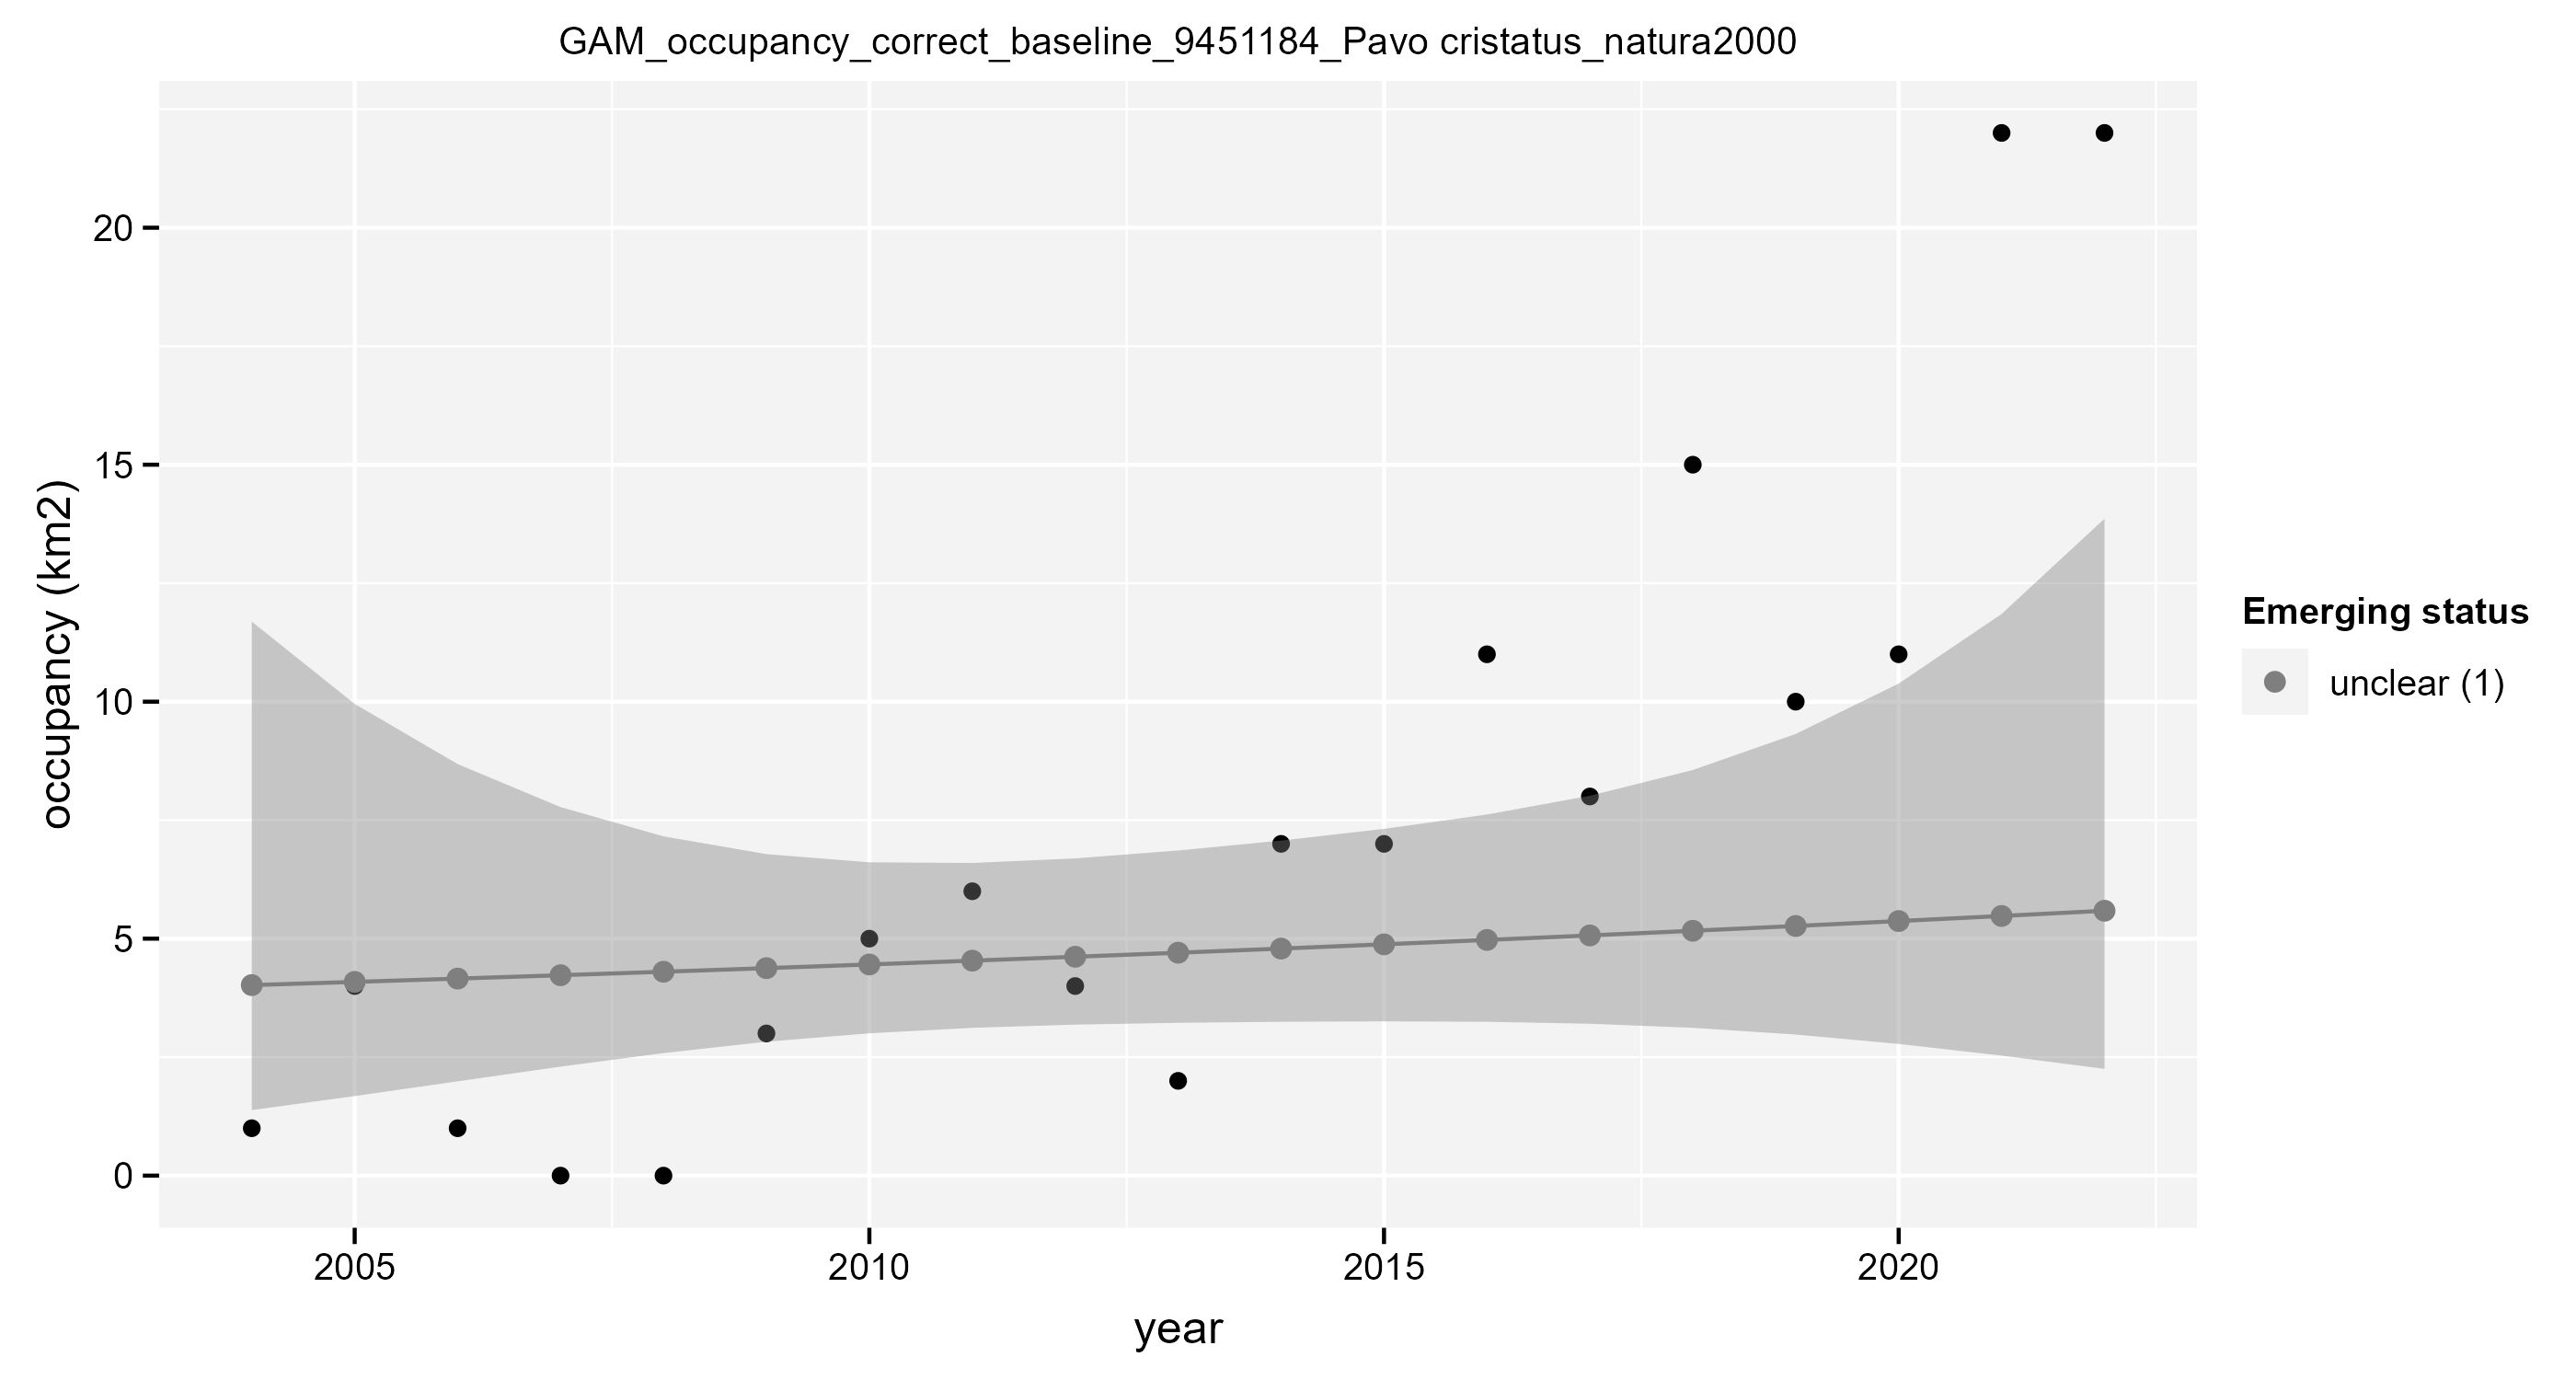 GAM_occupancy_correct_baseline_9451184_Pavo cristatus_natura2000
20
15
10
5
0
occupancy (km2)
2005
2010
2015
2020
year
Emerging status
unclear (1)